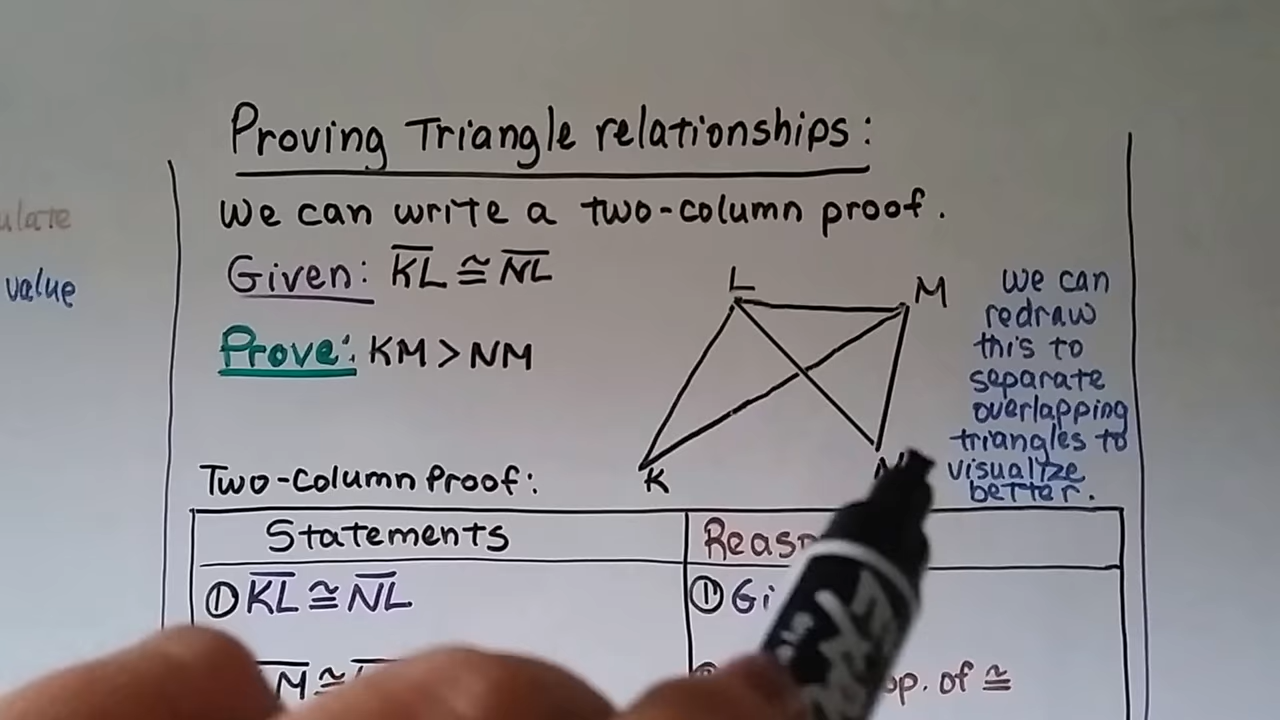 Proving Triangle relationships:
ulate
we can write a two-column proof.
value
Given: KL ≅ NL
Prove: KM > NM
L
M
K
we can
redraw
this to
separate
overlapping
triangles to
visualize
better.
Two-Column Proof:
Statements
① KL ≅ NL
① Gi
M ≅
op. of ≅